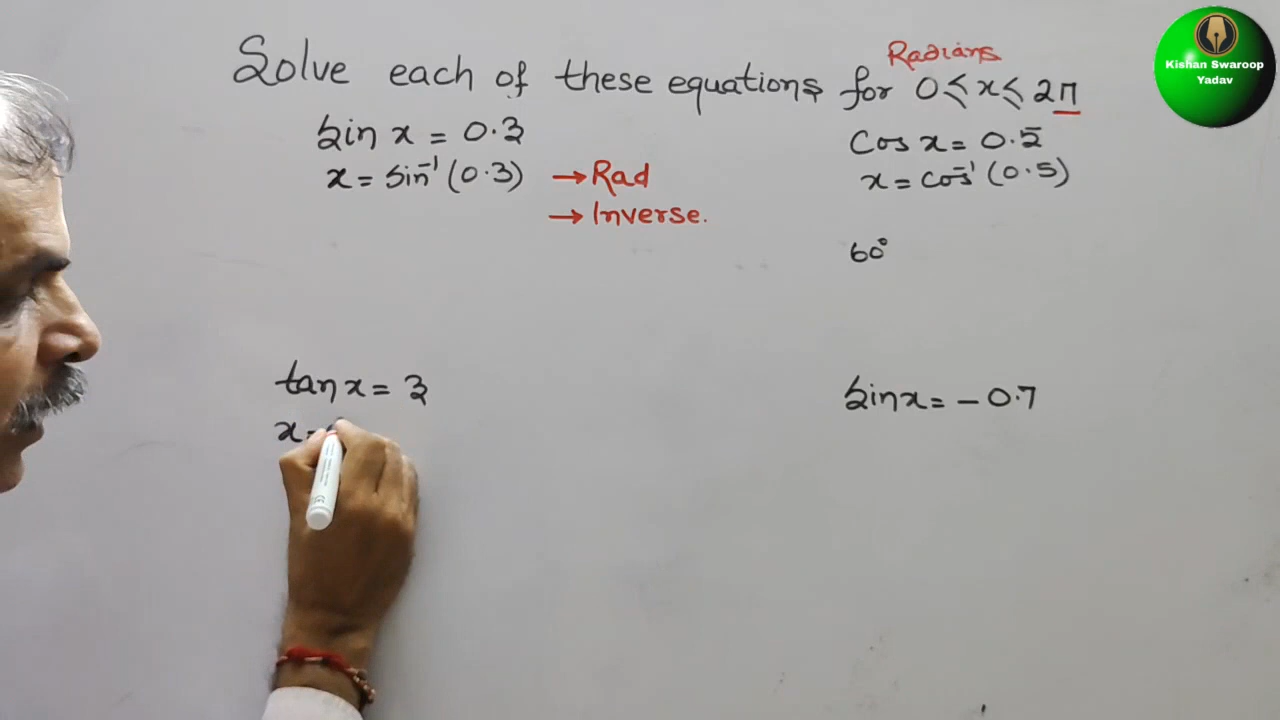 Radians
Solve each of these equations for 0 ≤ x ≤ 2π
sin x = 0.3
x = sin⁻¹ (0.3) → Rad
→ Inverse.
Cos x = 0.5
x = cos⁻¹ (0.5)
60°
tan x = 3
x =
sin x = - 0.7
Kishan Swaroop
Yadav